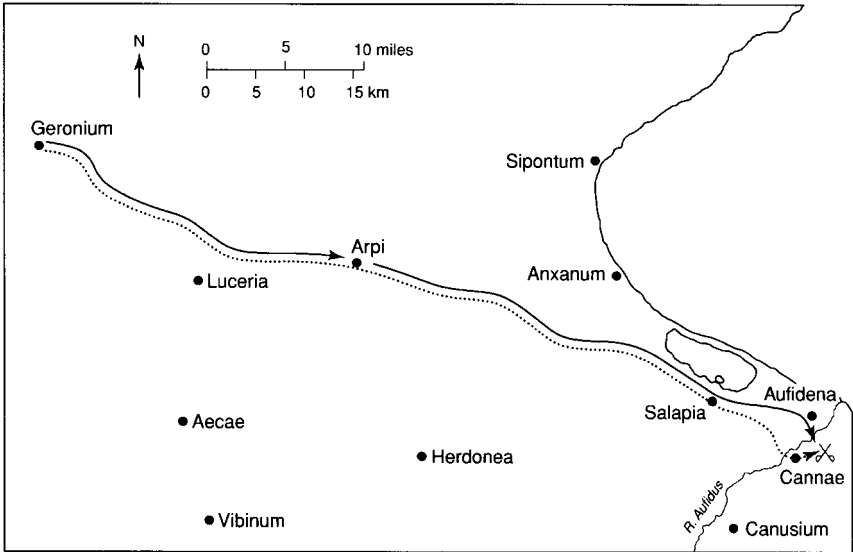 N
0 5 10 miles
0 5 10 15 km
Geronium
Sipontum
Arpi
Anxanum
Luceria
Aufidena
Salapia
Aecae
Herdonea
Cannae
R. Aufidus
Vibinum
Canusium